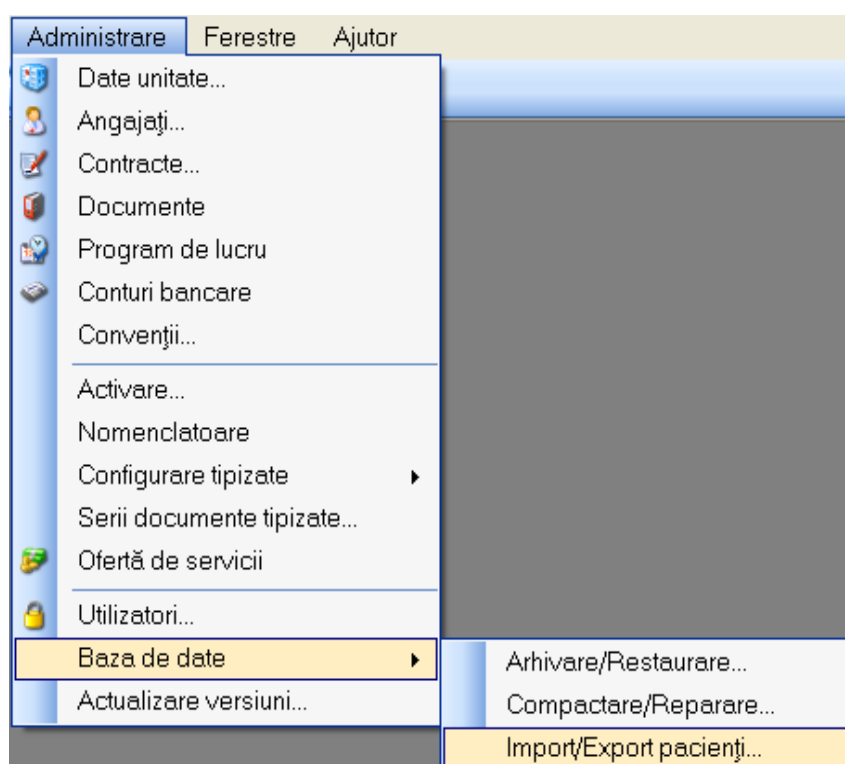 Administrare Ferestre Ajutor
Date unitate...
Angajaţi...
Contracte...
Documente
Program de lucru
Conturi bancare
Convenţii...
Activare...
Nomenclatoare
Configurare tipizate
Serii documente tipizate...
Ofertă de servicii
Utilizatori...
Baza de date
Arhivare/Restaurare...
Actualizare versiuni...
Compactare/Reparare...
Import/Export pacienţi...